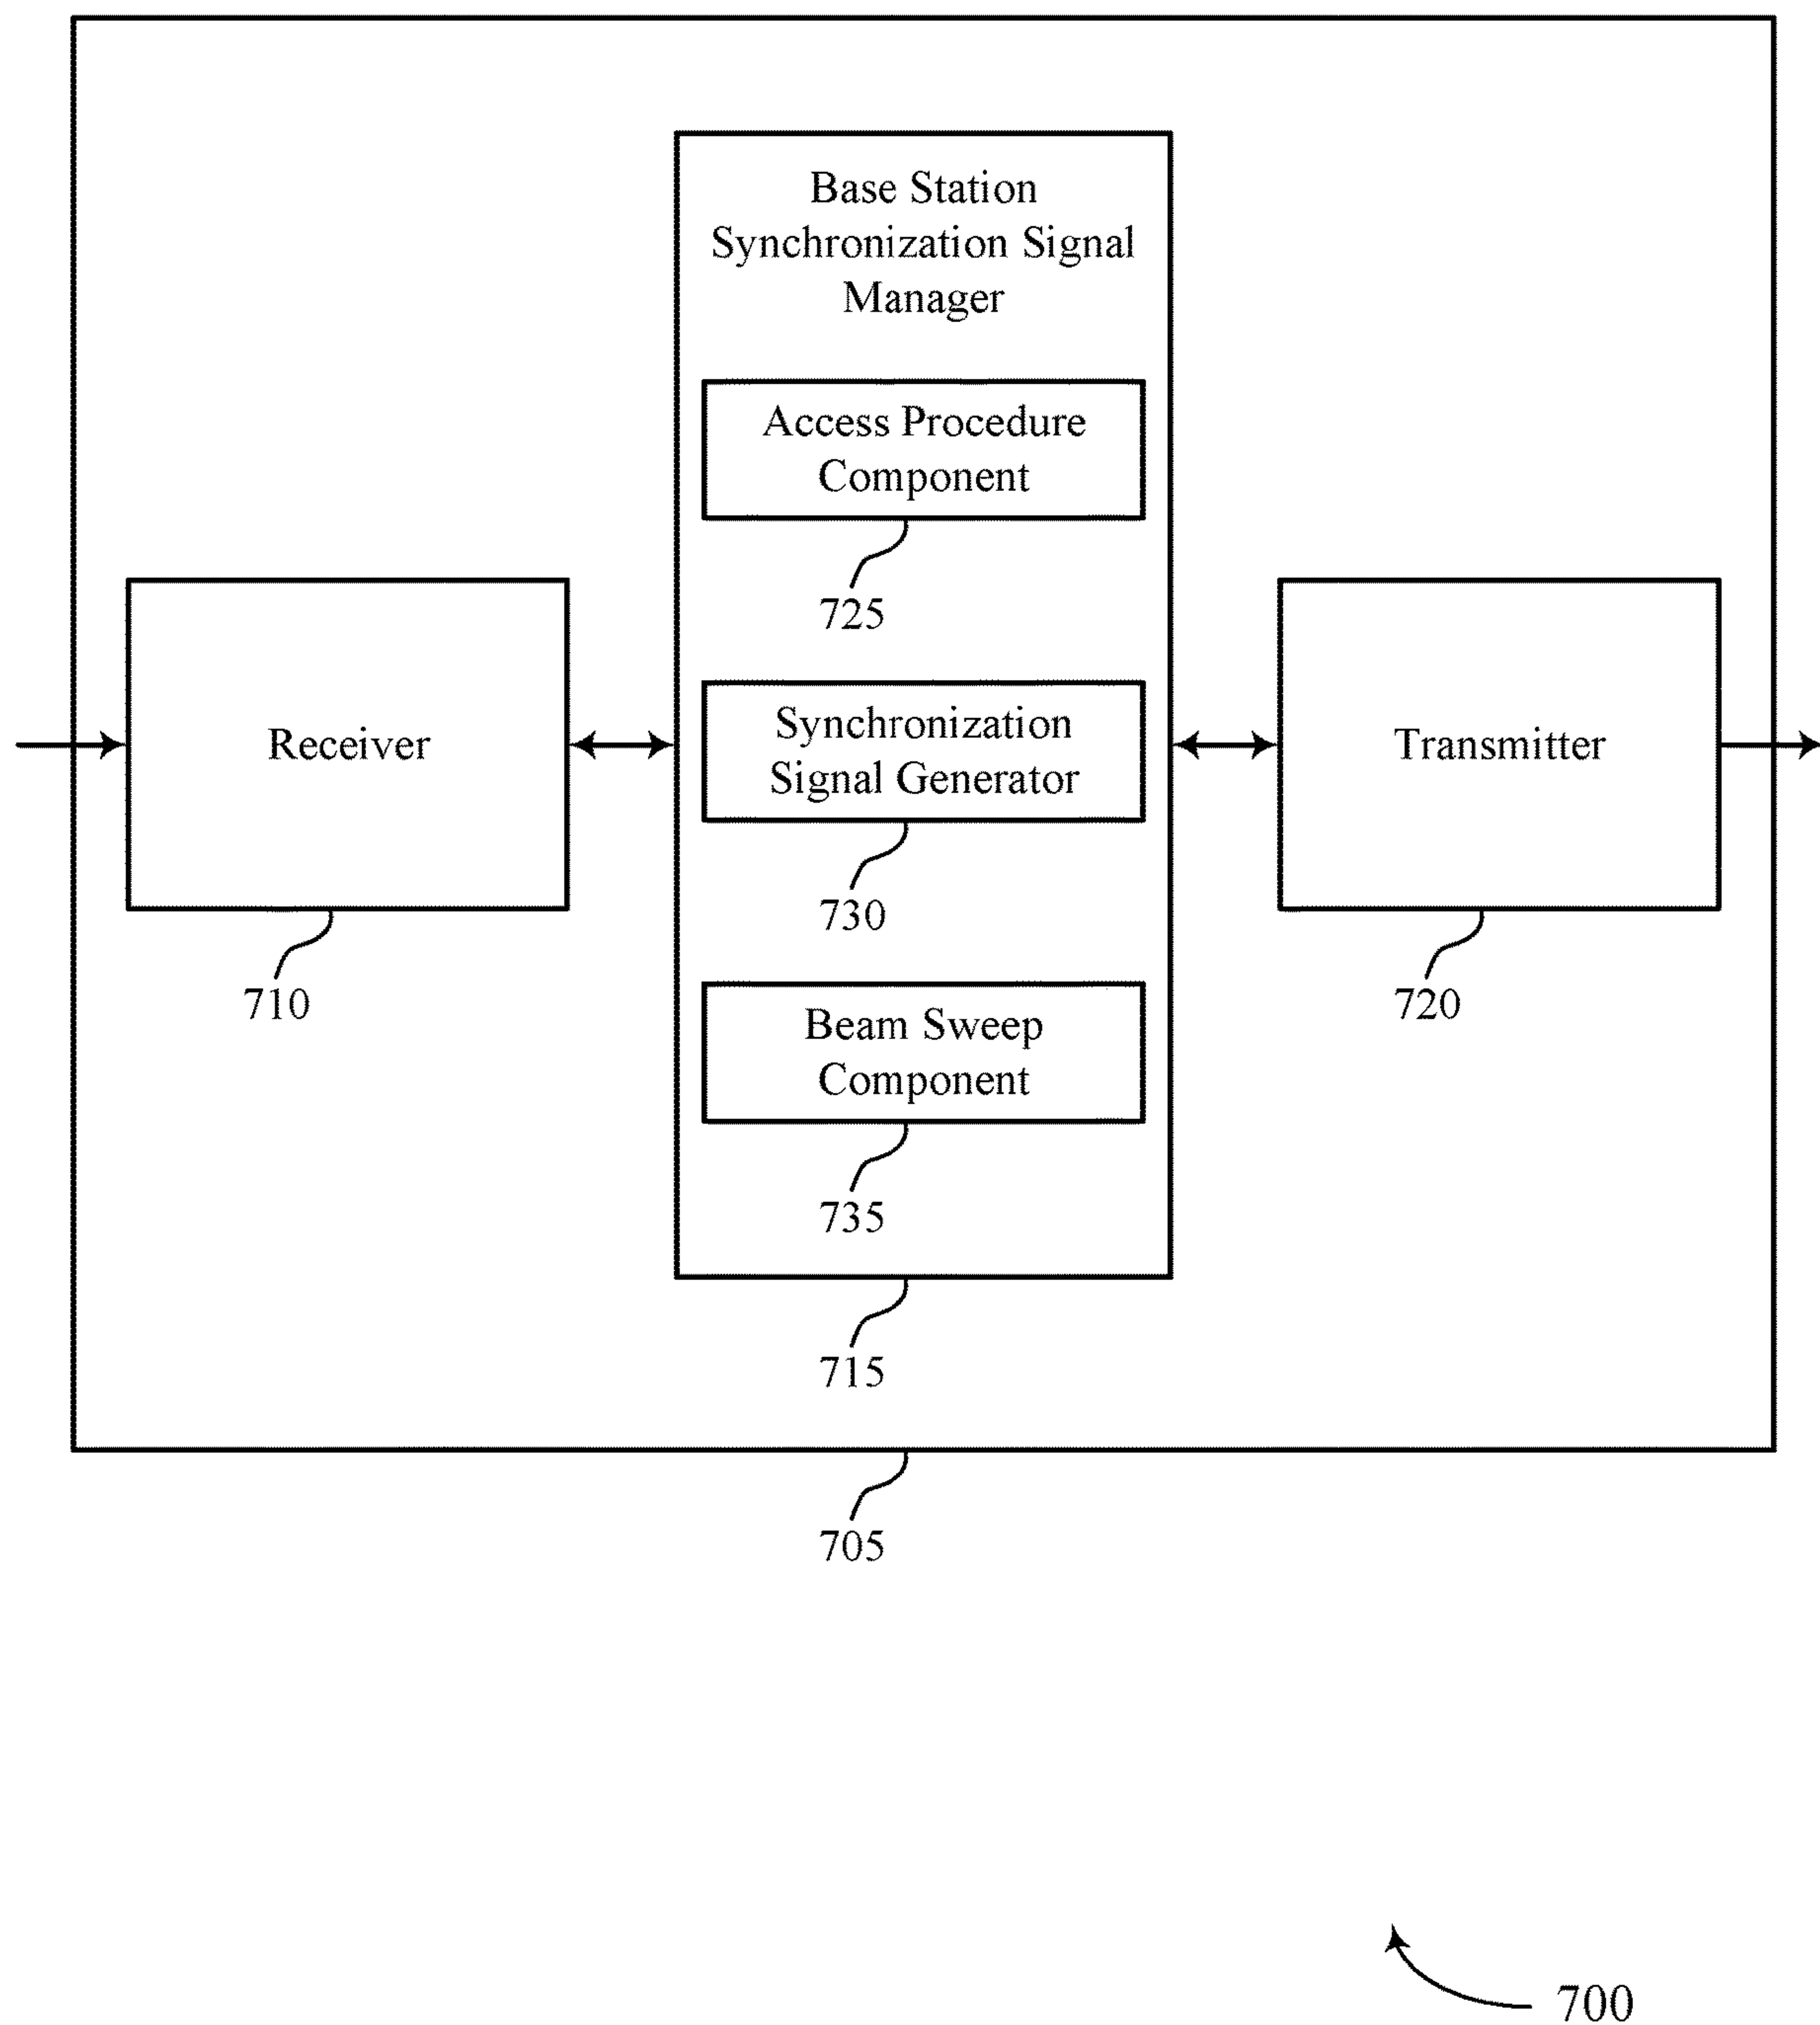 Base Station
Synchronization Signal
Manager
Access Procedure
Component
725
Receiver
710
Synchronization
Signal Generator
730
Transmitter
720
Beam Sweep
Component
735
715
705
700